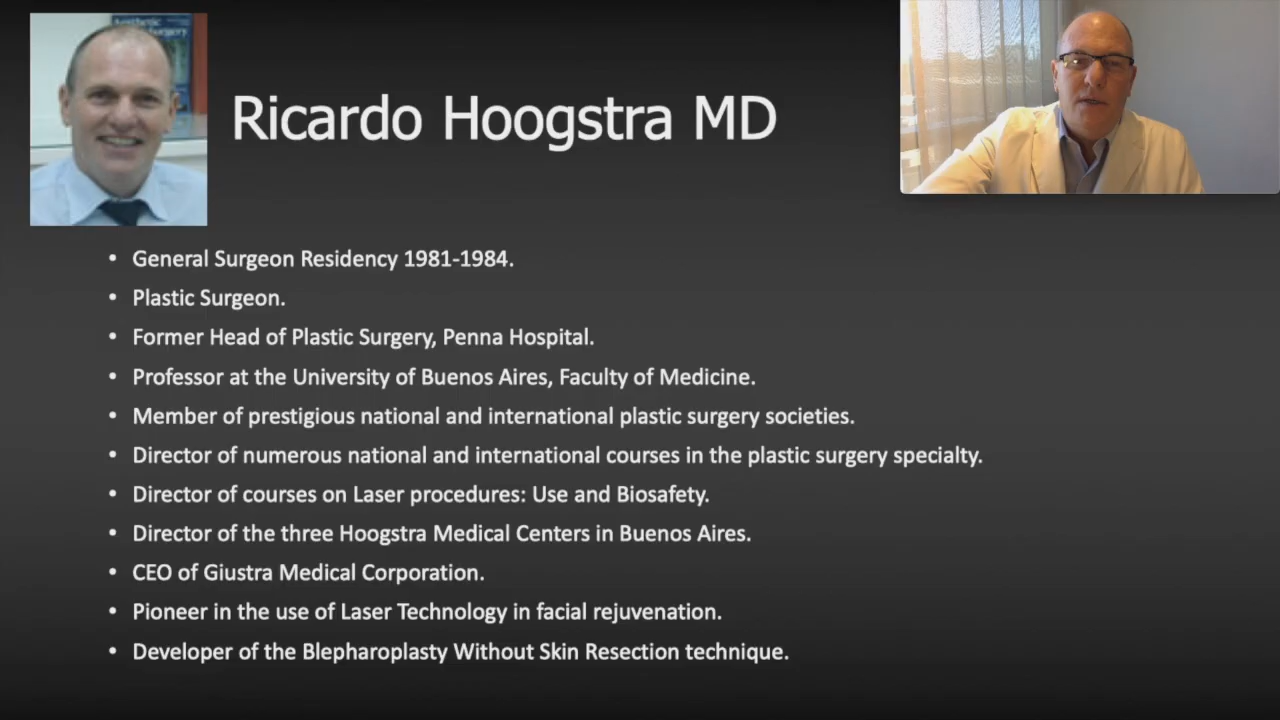 Aesthetic
Surgery
Ricardo Hoogstra MD
• General Surgeon Residency 1981-1984.
• Plastic Surgeon.
• Former Head of Plastic Surgery, Penna Hospital.
• Professor at the University of Buenos Aires, Faculty of Medicine.
• Member of prestigious national and international plastic surgery societies.
• Director of numerous national and international courses in the plastic surgery specialty.
• Director of courses on Laser procedures: Use and Biosafety.
• Director of the three Hoogstra Medical Centers in Buenos Aires.
• CEO of Giustra Medical Corporation.
• Pioneer in the use of Laser Technology in facial rejuvenation.
• Developer of the Blepharoplasty Without Skin Resection technique.